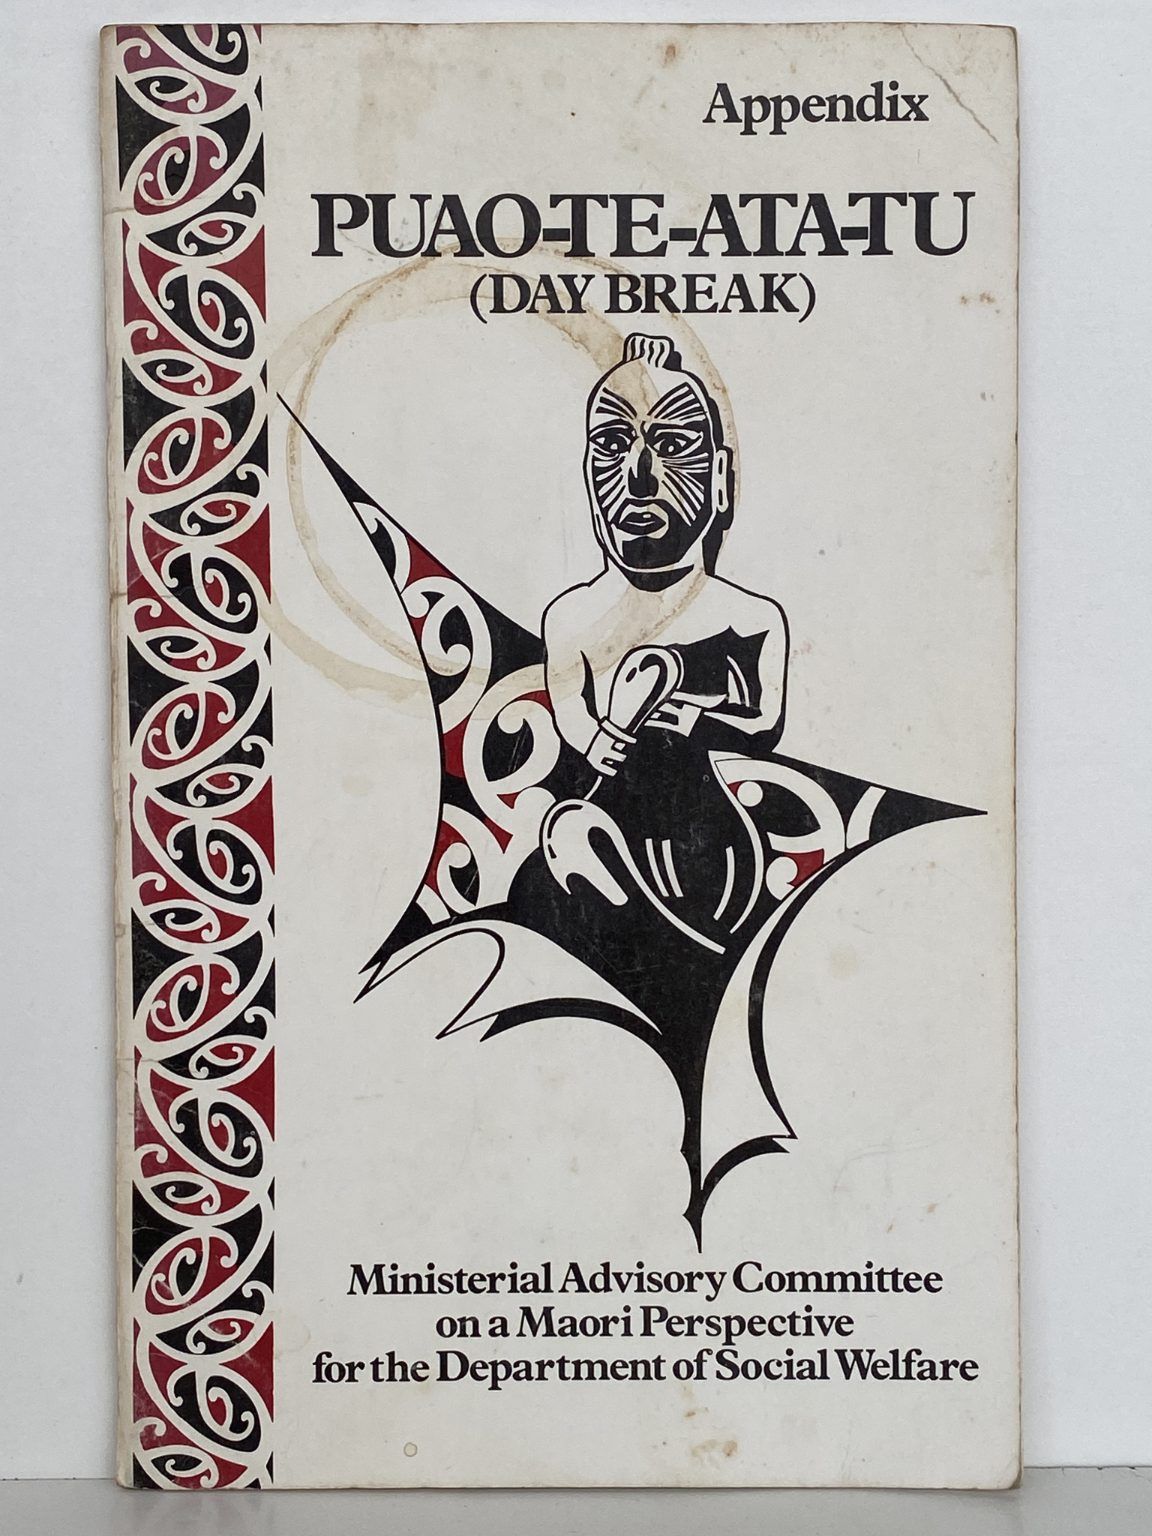 Appendix
PUAO-TE-ATA-TU
(DAY BREAK)
Ministerial Advisory Committee
on a Maori Perspective
for the Department of Social Welfare